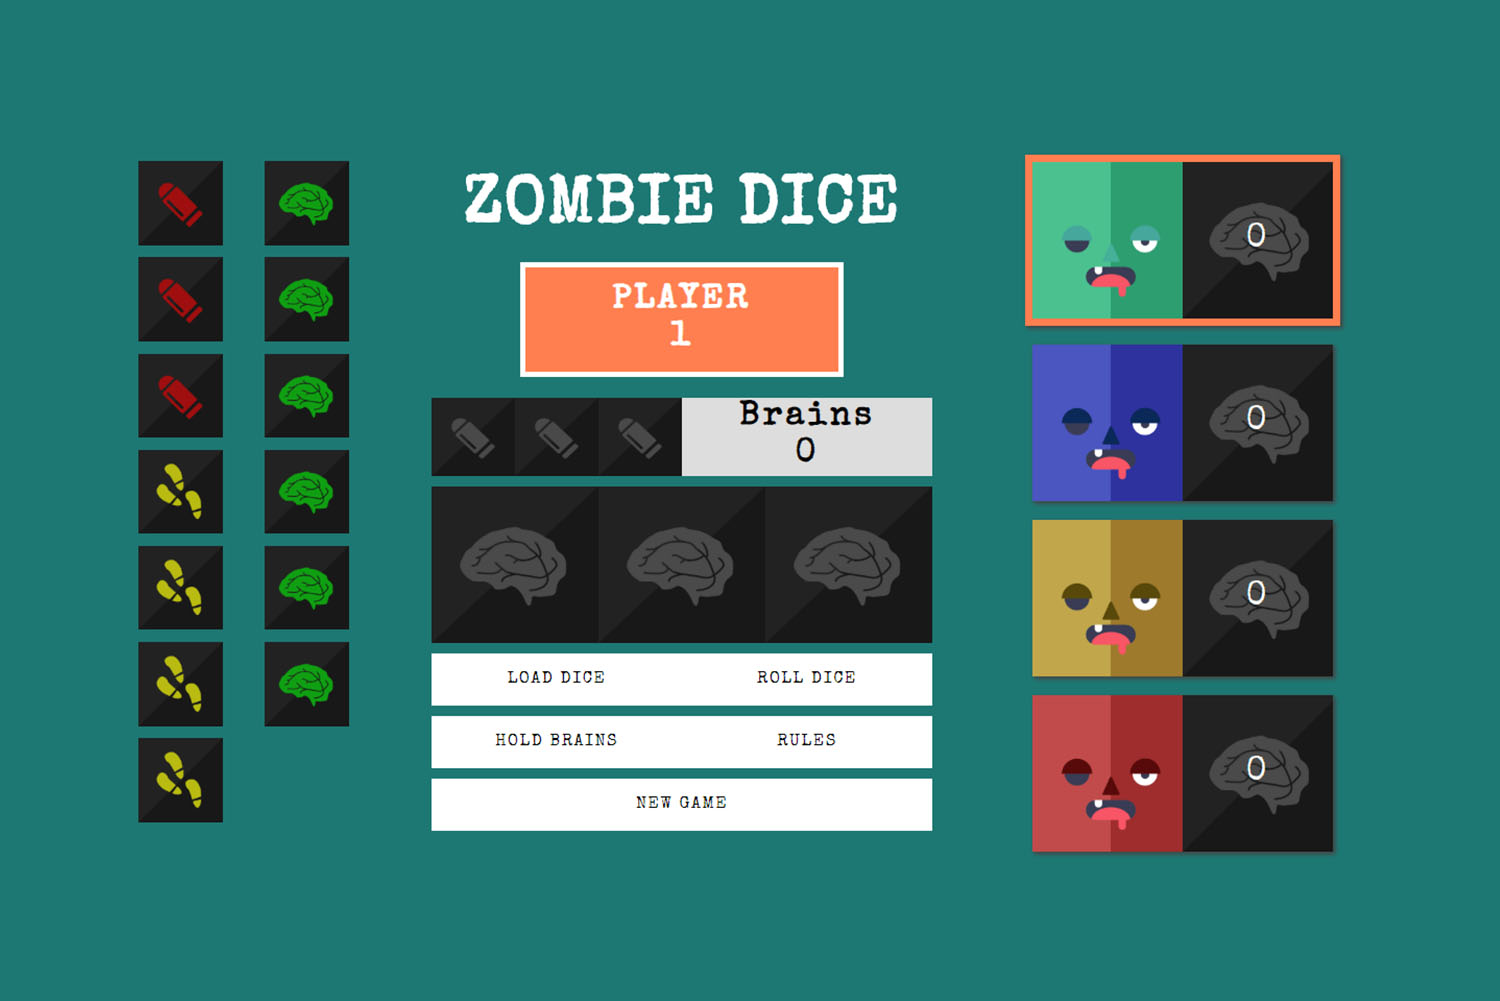 ZOMBIE DICE
PLAYER
1
Brains
0
LOAD DICE
ROLL DICE
HOLD BRAINS
RULES
NEW GAME
0
0
0
0